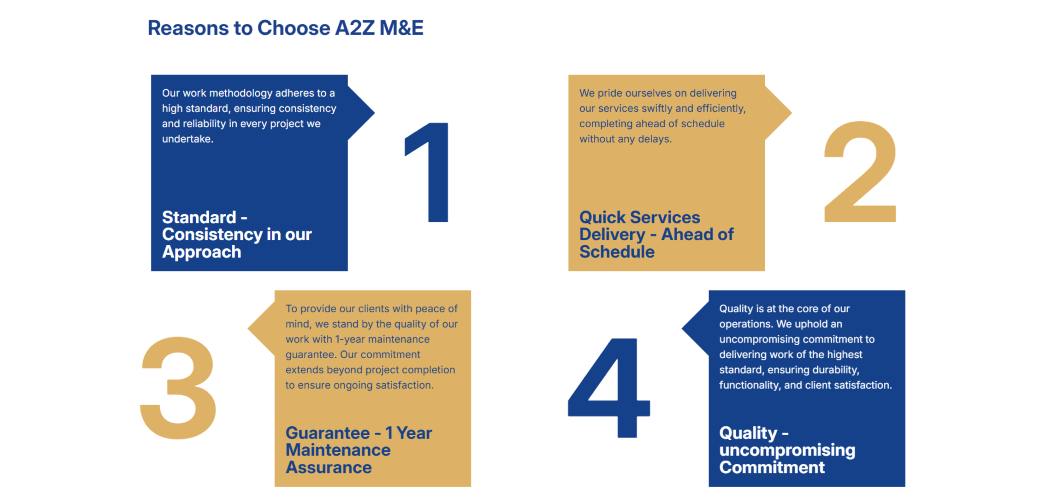 Reasons to Choose A2Z M&E
Our work methodology adheres to a
high standard, ensuring consistency
and reliability in every project we
undertake.
Standard -
Consistency in our
Approach
1
We pride ourselves on delivering
our services swiftly and efficiently,
completing ahead of schedule
without any delays.
Quick Services
Delivery - Ahead of
Schedule
2
3
To provide our clients with peace of
mind, we stand by the quality of our
work with 1-year maintenance
guarantee. Our commitment
extends beyond project completion
to ensure ongoing satisfaction.
Guarantee - 1 Year
Maintenance
Assurance
4
Quality is at the core of our
operations. We uphold an
uncompromising commitment to
delivering work of the highest
standard, ensuring durability,
functionality, and client satisfaction.
Quality -
uncompromising
Commitment